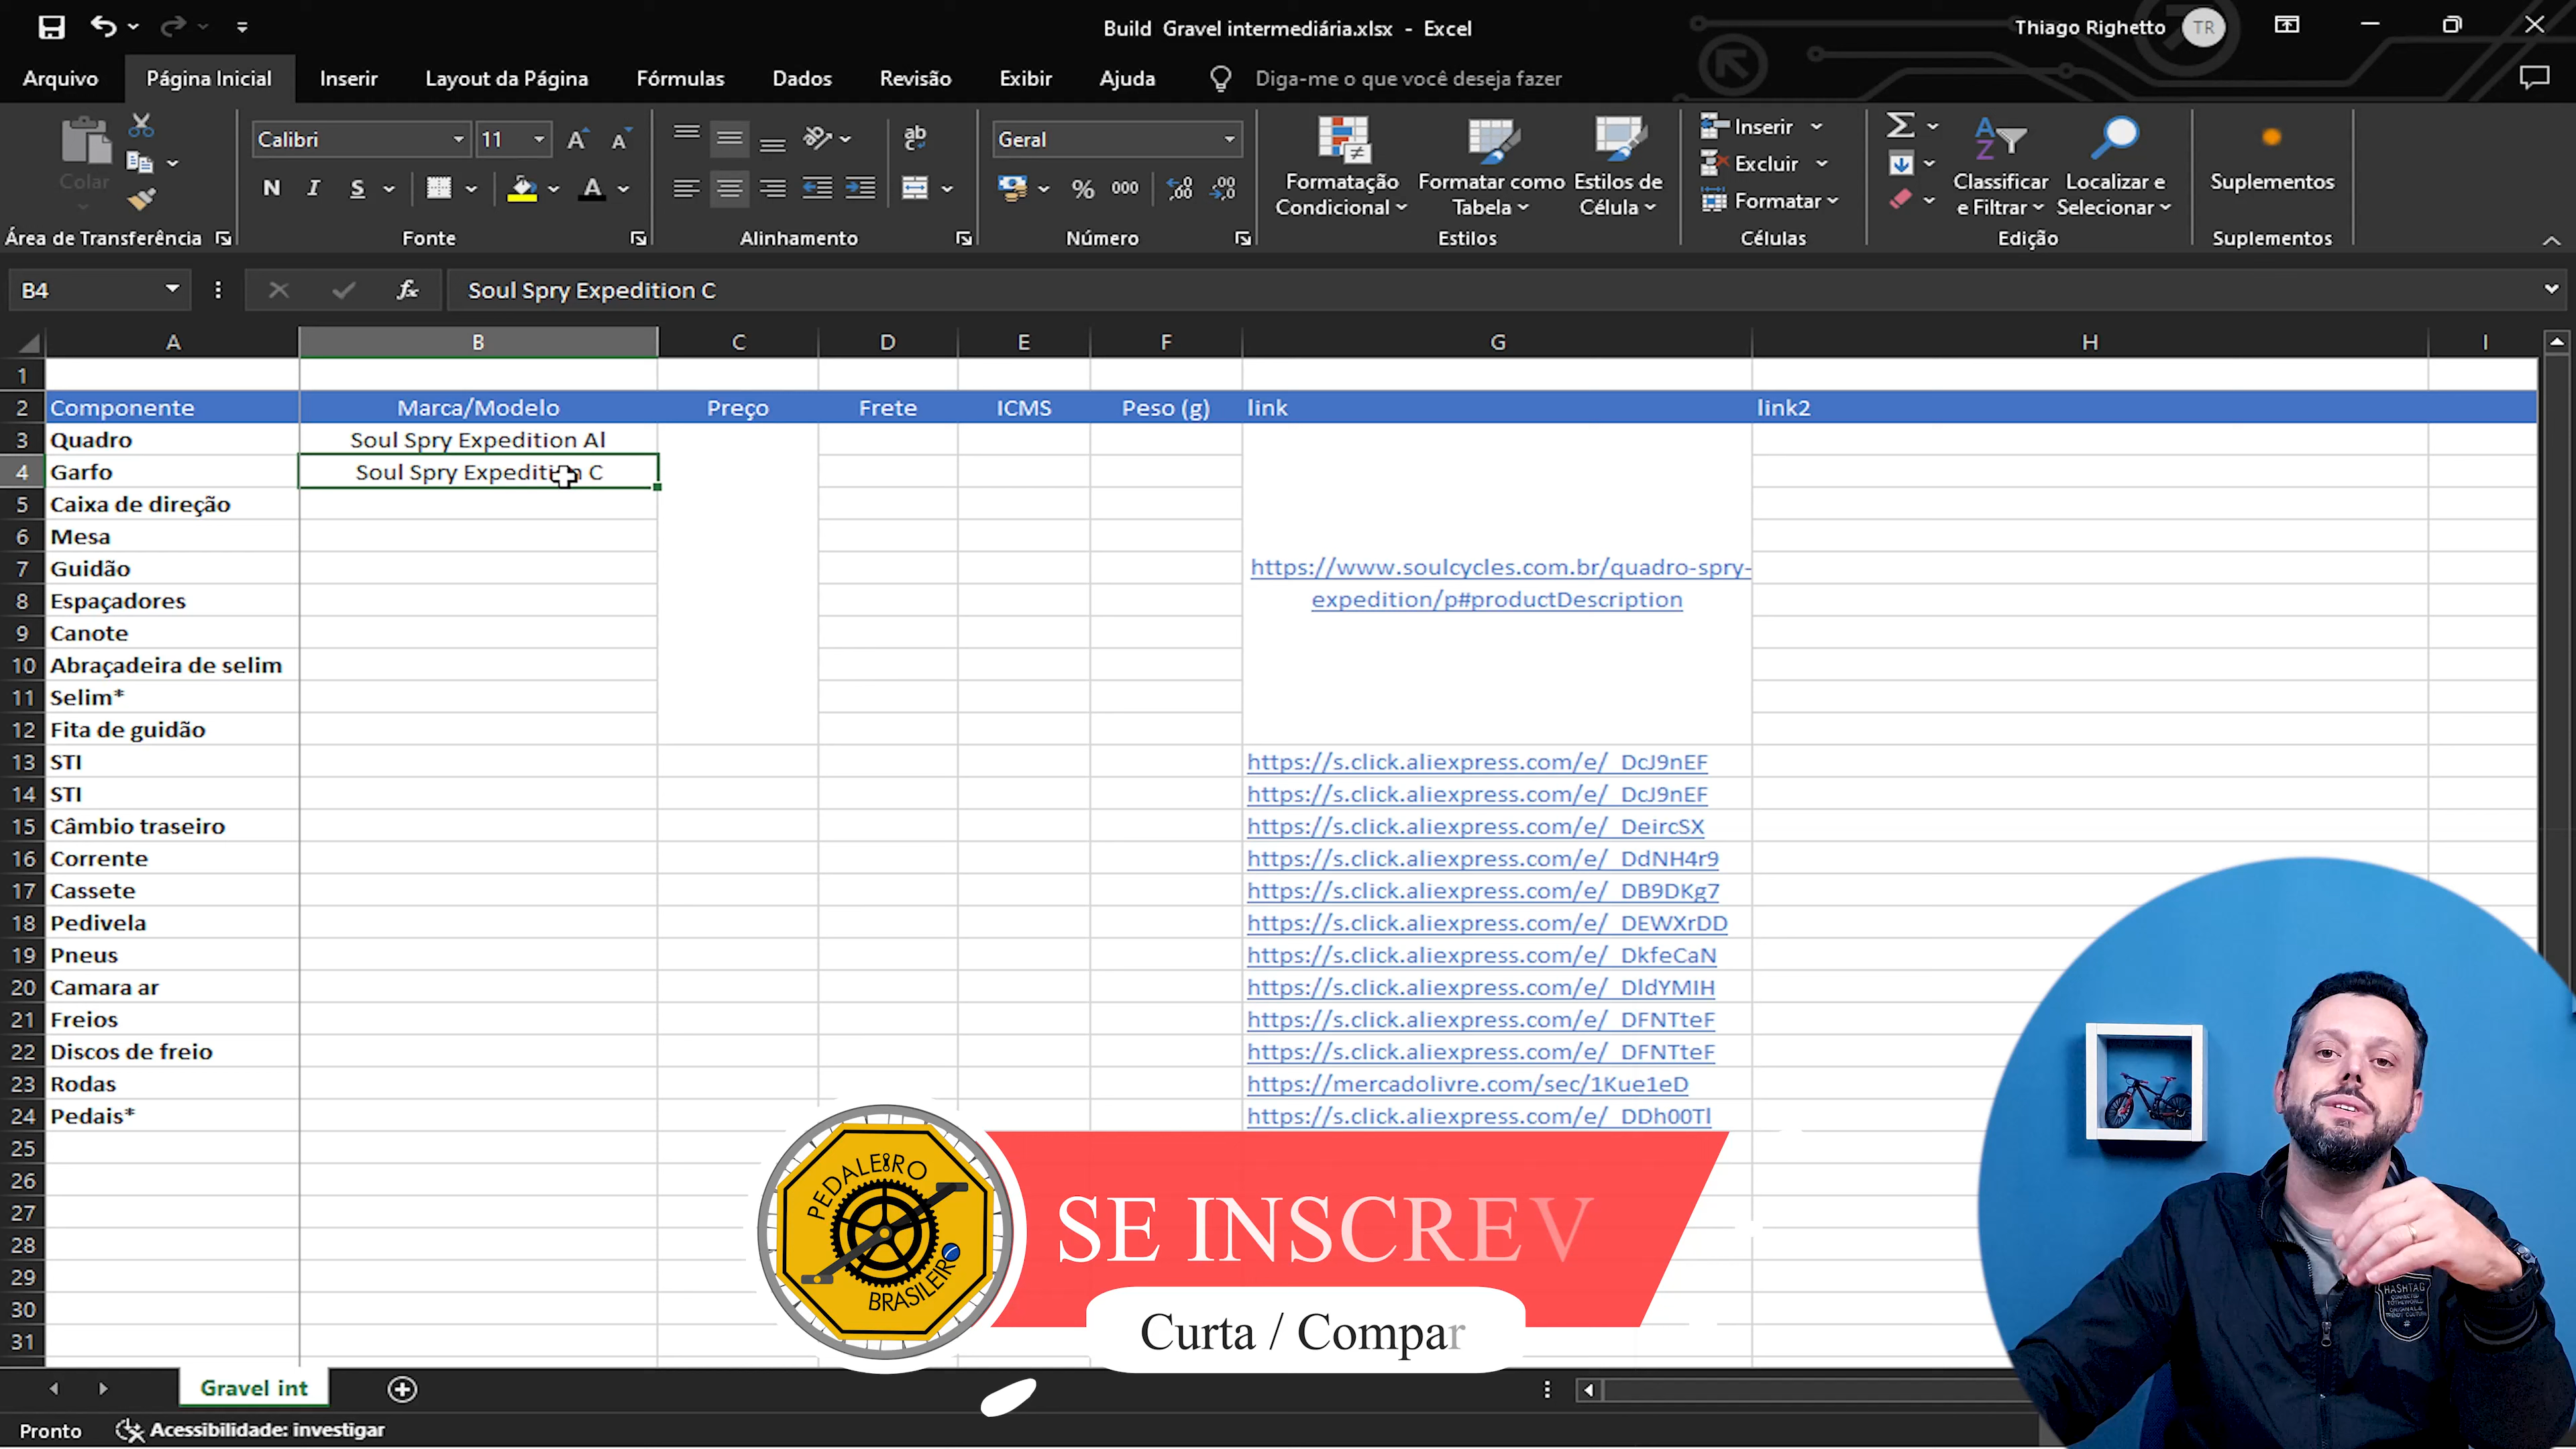 Build Gravel intermediária.xlsx - Excel
Thiago Righetto TR
Arquivo Página Inicial Inserir Layout da Página Fórmulas Dados Revisão Exibir Ajuda Diga-me o que você deseja fazer
Colar
Área de Transferência
Calibri 11
N I S
Fonte
ab
Alinhamento
Geral
% 000
Número
Formatação Condicional
Formatar como Tabela
Estilos de Célula
Estilos
Inserir
Excluir
Formatar
Células
Classificar e Filtrar
Localizar e Selecionar
Edição
Suplementos
Suplementos
B4 fx Soul Spry Expedition C
A B C D E F G H I
1
2 Componente Marca/Modelo Preço Frete ICMS Peso (g) link link2
3 Quadro Soul Spry Expedition Al
4 Garfo Soul Spry Expedition C
5 Caixa de direção
6 Mesa
7 Guidão https://www.soulcycles.com.br/quadro-spry-
8 Espaçadores expedition/p#productDescription
9 Canote
10 Abraçadeira de selim
11 Selim*
12 Fita de guidão
13 STI https://s.click.aliexpress.com/e/_DcJ9nEF
14 STI https://s.click.aliexpress.com/e/_DcJ9nEF
15 Câmbio traseiro https://s.click.aliexpress.com/e/_DeircSX
16 Corrente https://s.click.aliexpress.com/e/_DdNH4r9
17 Cassete https://s.click.aliexpress.com/e/_DB9DKg7
18 Pedivela https://s.click.aliexpress.com/e/_DEWXrDD
19 Pneus https://s.click.aliexpress.com/e/_DkfeCaN
20 Camara ar https://s.click.aliexpress.com/e/_DldYMIH
21 Freios https://s.click.aliexpress.com/e/_DFNTteF
22 Discos de freio https://s.click.aliexpress.com/e/_DFNTteF
23 Rodas https://mercadolivre.com/sec/1Kue1eD
24 Pedais* https://s.click.aliexpress.com/e/_DDh00Tl
25
26
27
28
29
30
31
PEDALEIRO
BRASILEIRO
SE INSCREV
Curta / Compar
HASHTAG
Gravel int
Pronto Acessibilidade: investigar